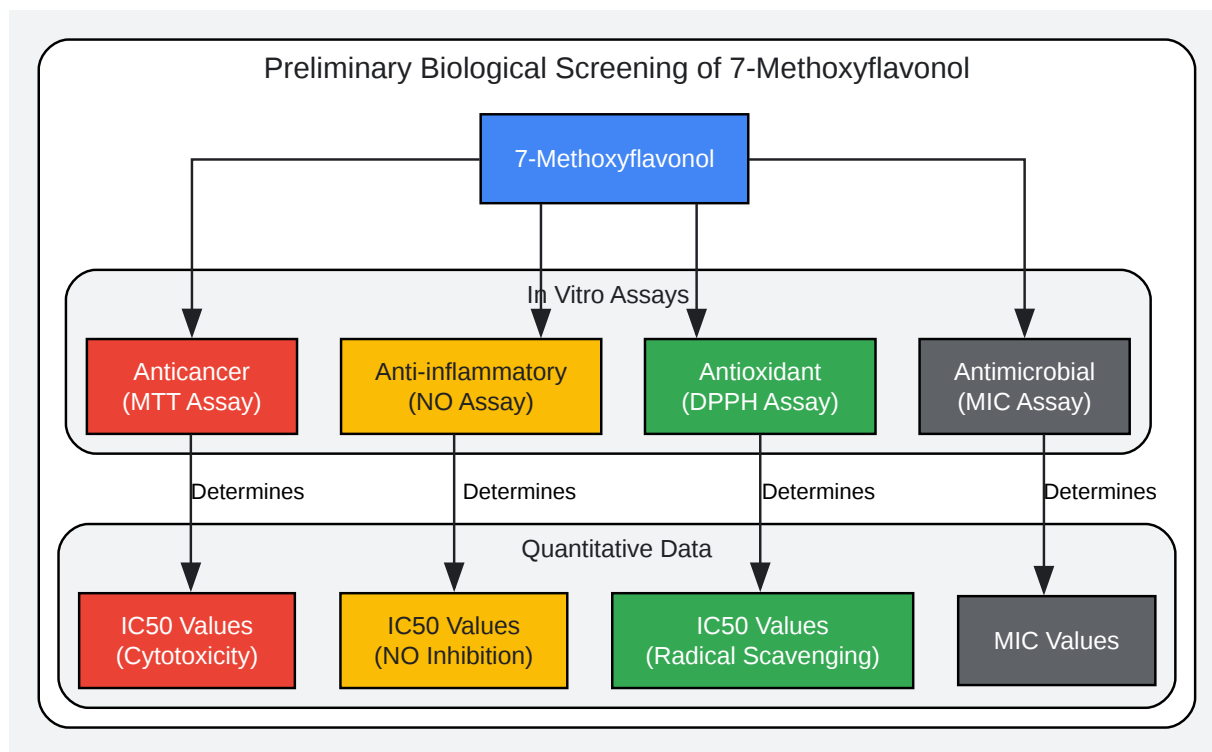 Preliminary Biological Screening of 7-Methoxyflavonol
7-Methoxyflavonol
In Vitro Assays
Anticancer
(MTT Assay)
Anti-inflammatory
(NO Assay)
Antioxidant
(DPPH Assay)
Antimicrobial
(MIC Assay)
Determines
Determines
Determines
Determines
Quantitative Data
IC50 Values
(Cytotoxicity)
IC50 Values
(NO Inhibition)
IC50 Values
(Radical Scavenging)
MIC Values